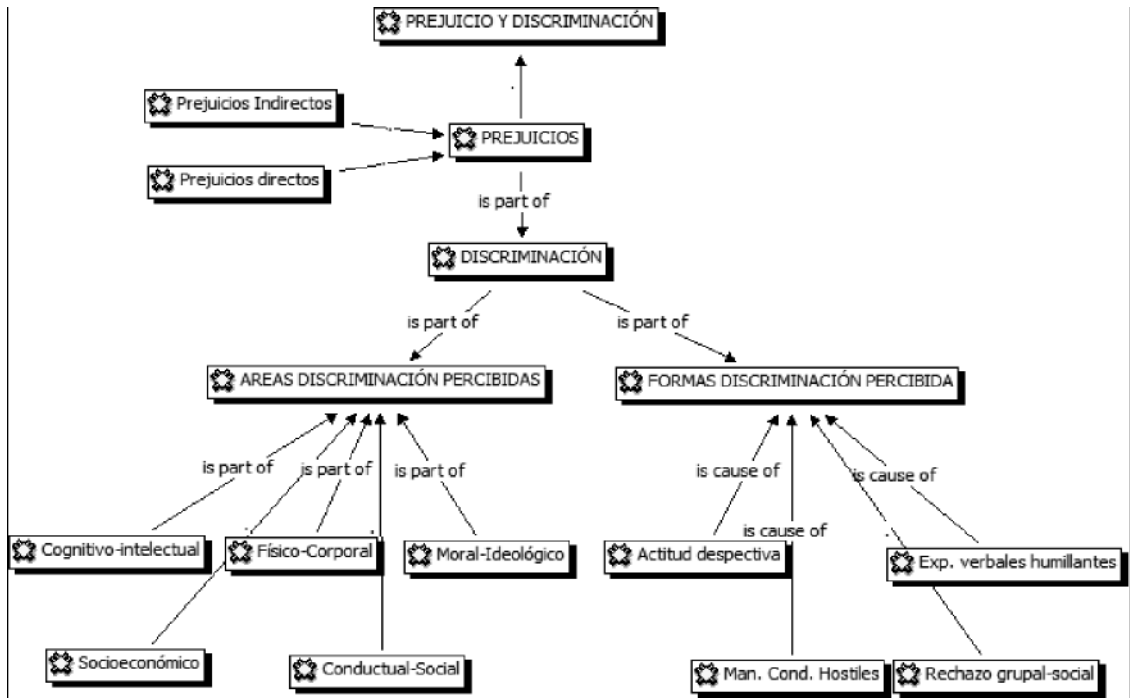 PREJUICIO Y DISCRIMINACIÓN
Prejuicios Indirectos
PREJUICIOS
Prejuicios directos
is part of
DISCRIMINACIÓN
is part of
is part of
AREAS DISCRIMINACIÓN PERCIBIDAS
FORMAS DISCRIMINACIÓN PERCIBIDA
is part of
is part of
is part of
is cause of
is cause of
is cause of
Cognitivo-intelectual
Físico-Corporal
Moral-Ideológico
Actitud despectiva
Exp. verbales humillantes
Socioeconómico
Conductual-Social
Man. Cond. Hostiles
Rechazo grupal-social